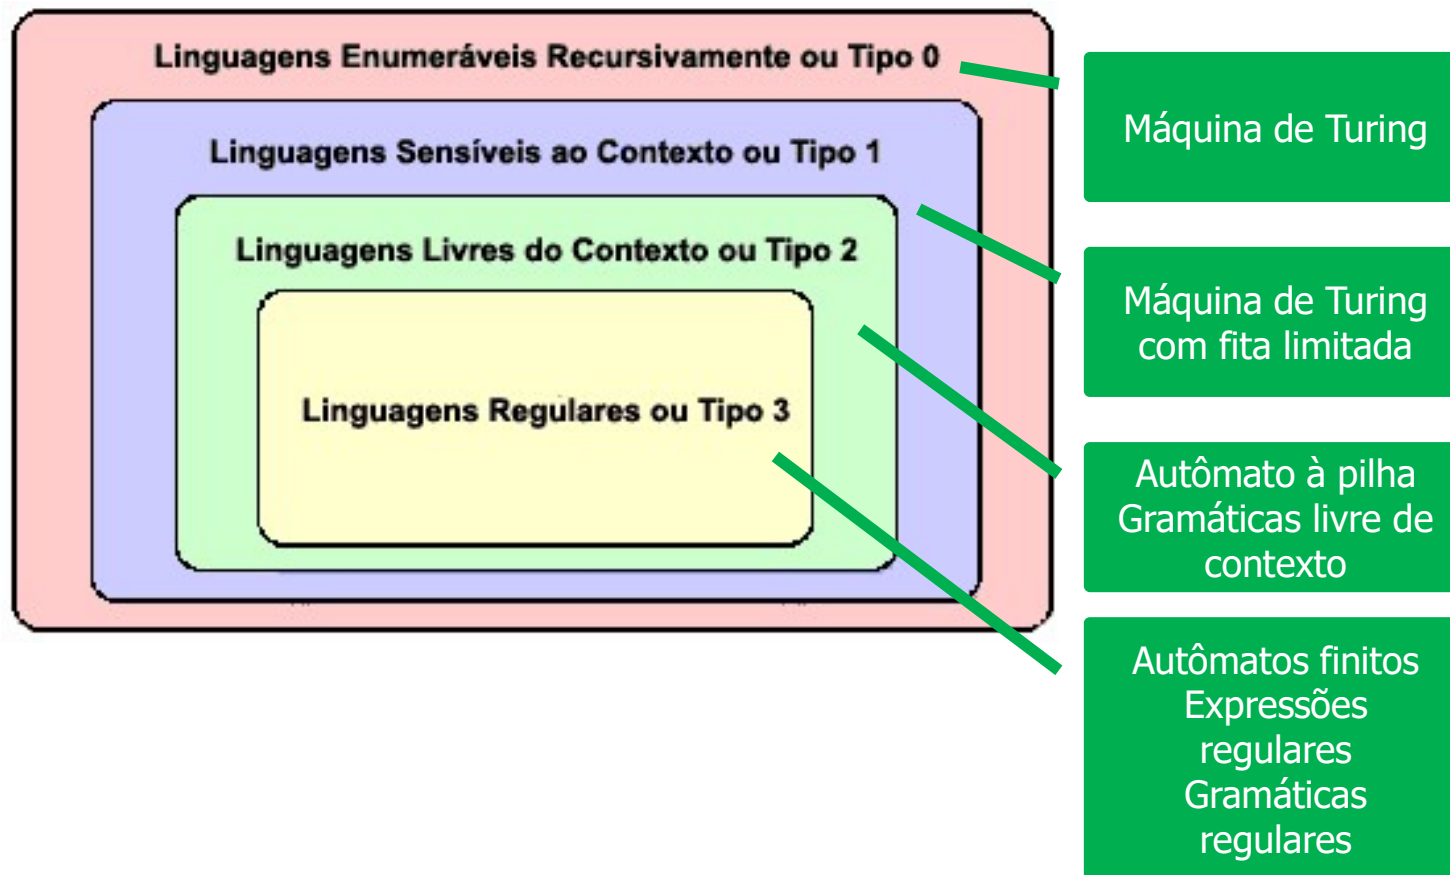 Linguagens Enumeráveis Recursivamente ou Tipo 0
Linguagens Sensíveis ao Contexto ou Tipo 1
Linguagens Livres do Contexto ou Tipo 2
Linguagens Regulares ou Tipo 3
Máquina de Turing
Máquina de Turing
com fita limitada
Autômato à pilha
Gramáticas livre de
contexto
Autômatos finitos
Expressões
regulares
Gramáticas
regulares